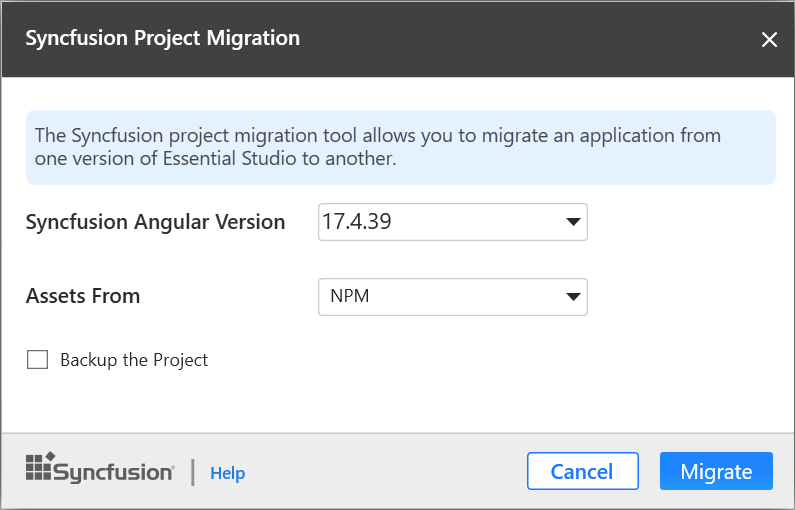 Syncfusion Project Migration
The Syncfusion project migration tool allows you to migrate an application from
one version of Essential Studio to another.
Syncfusion Angular Version
17.4.39
Assets From
NPM
Backup the Project
Syncfusion
Help
Cancel
Migrate